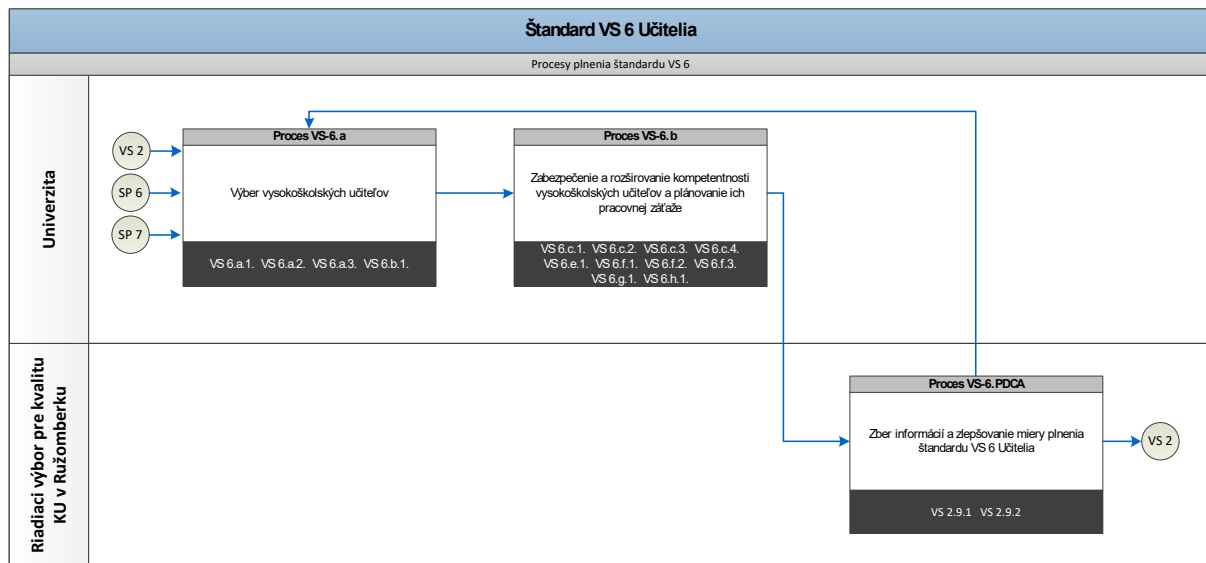 Štandard VS 6 Učitelia
Procesy plnenia štandardu VS 6
Univerzita
VS 2
SP 6
SP 7
Proces VS-6.a
Výber vysokoškolských učiteľov
VS 6.a.1. VS 6.a.2. VS 6.a.3. VS 6.b.1.
Proces VS-6.b
Zabezpečenie a rozširovanie kompetentnosti
vysokoškolských učiteľov a plánovanie ich
pracovnej záťaže
VS 6.c.1. VS 6.c.2. VS.6.c.3. VS 6.c.4.
VS 6.e.1. VS 6.f.1. VS 6.f.2. VS 6.f.3.
VS 6.g.1. VS 6.h.1.
Riadiaci výbor pre kvalitu
KU v Ružomberku
Proces VS-6.PDCA
Zber informácií a zlepšovanie miery plnenia
štandardu VS 6 Učitelia
VS 2.9.1 VS 2.9.2
VS 2